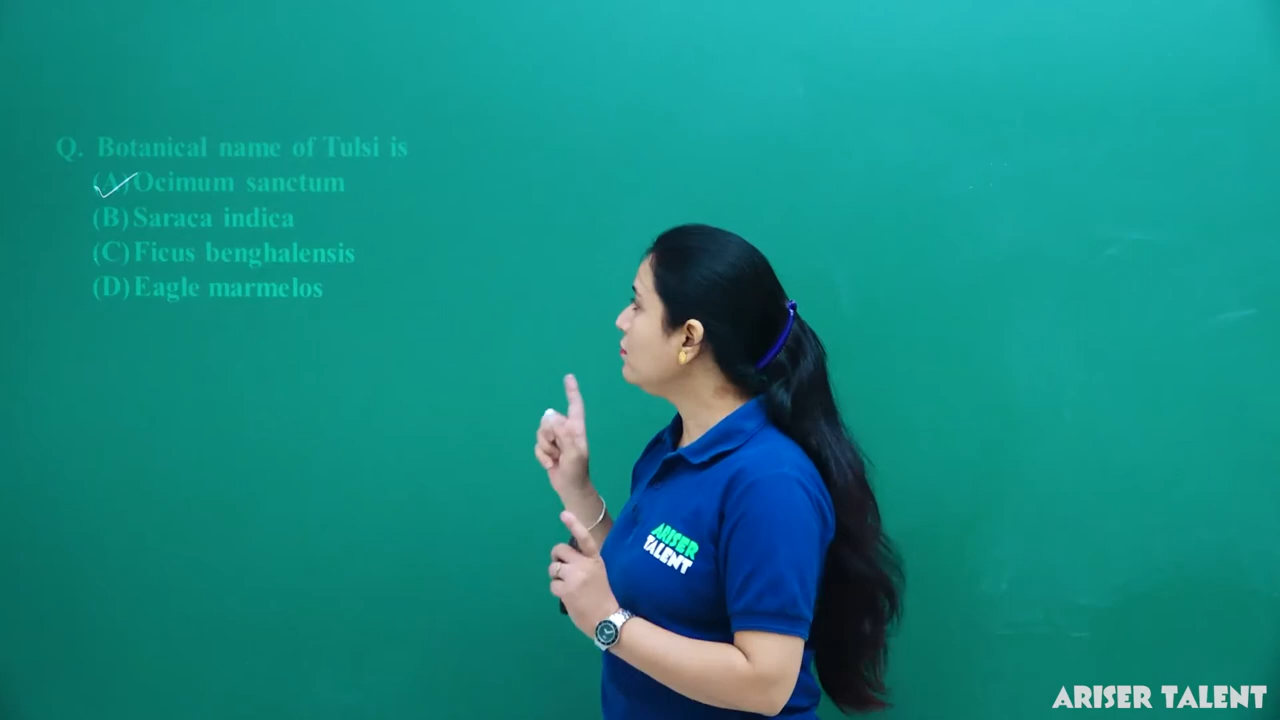 Q. Botanical name of Tulsi is
(A) Ocimum sanctum
(B) Saraca indica
(C) Ficus benghalensis
(D) Eagle marmelos
ARISER
TALENT
ARISER TALENT